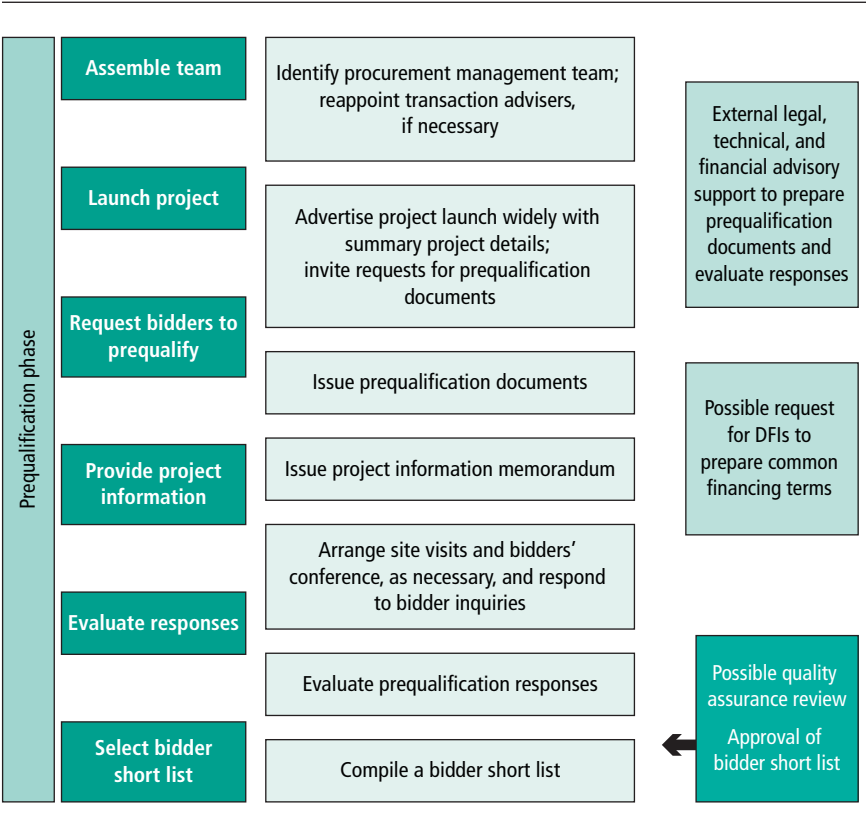 Prequalification phase
Assemble team
Identify procurement management team;
reappoint transaction advisers,
if necessary
External legal,
technical, and
financial advisory
support to prepare
prequalification
documents and
evaluate responses
Launch project
Advertise project launch widely with
summary project details;
invite requests for prequalification
documents
Request bidders to
prequalify
Issue prequalification documents
Possible request
for DFIs to
prepare common
financing terms
Provide project
information
Issue project information memorandum
Arrange site visits and bidders’
conference, as necessary, and respond
to bidder inquiries
Evaluate responses
Evaluate prequalification responses
Possible quality
assurance review
Approval of
bidder short list
Select bidder
short list
Compile a bidder short list